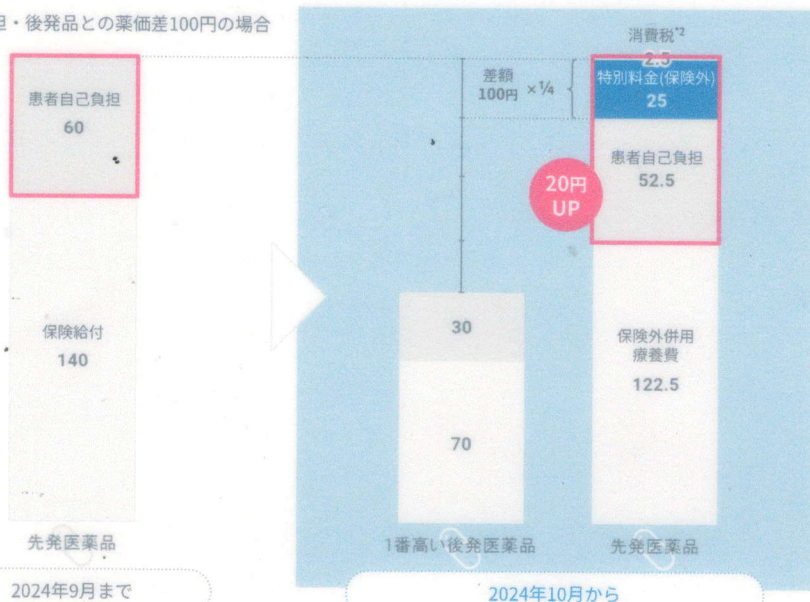 ・後発品との薬価差100円の場合
患者自己負担
60
保険給付
140
先発医薬品
2024年9月まで
差額
100円 ×¼
30
70
1番高い後発医薬品
消費税*2
2.5
特別料金(保険外)
25
患者自己負担
52.5
20円
UP
保険外併用
療養費
122.5
先発医薬品
2024年10月から